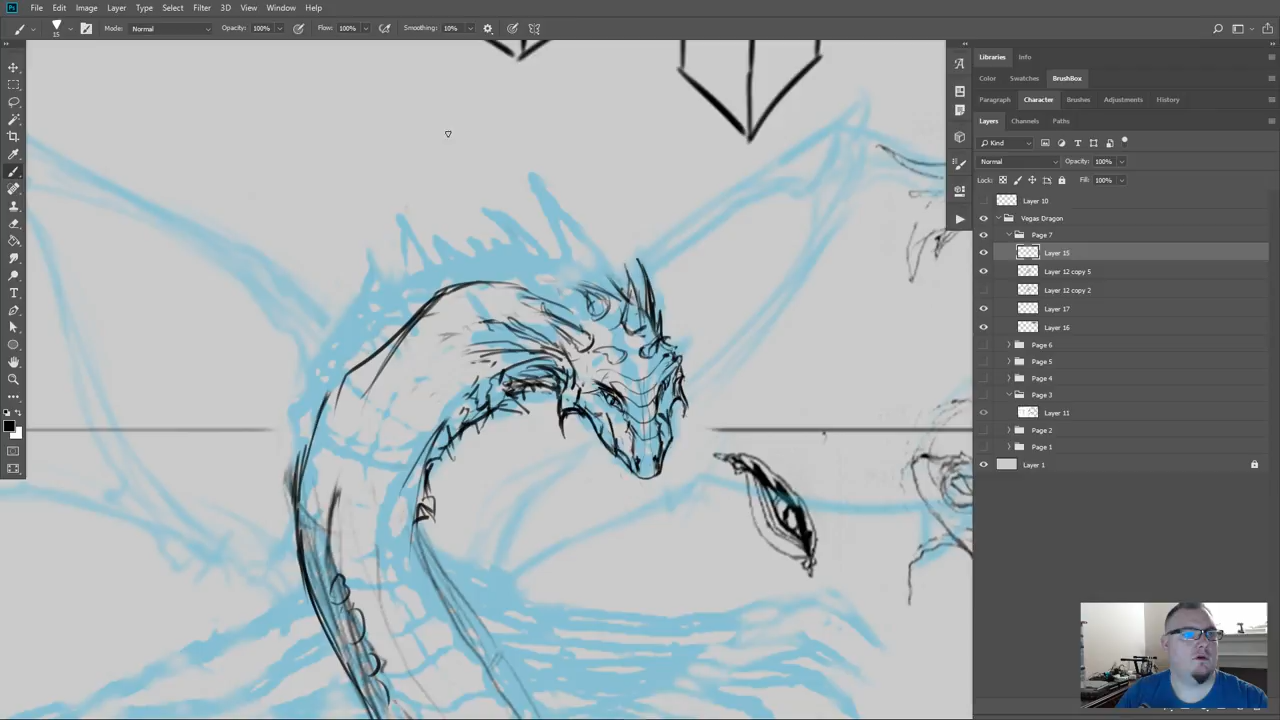 Ps File Edit Image Layer Type Select Filter 3D View Window Help
15 Mode: Normal Opacity: 100% Flow: 100% Smoothing: 10%
Libraries Info
Color Swatches BrushBox
Paragraph Character Brushes Adjustments History
Layers Channels Paths
Kind
Normal Opacity: 100%
Lock: Fill: 100%
Layer 10
Vegas Dragon
Page 7
Layer 15
Layer 12 copy 5
Layer 12 copy 2
Layer 17
Layer 16
Page 6
Page 5
Page 4
Page 3
Layer 11
Page 2
Page 1
Layer 1